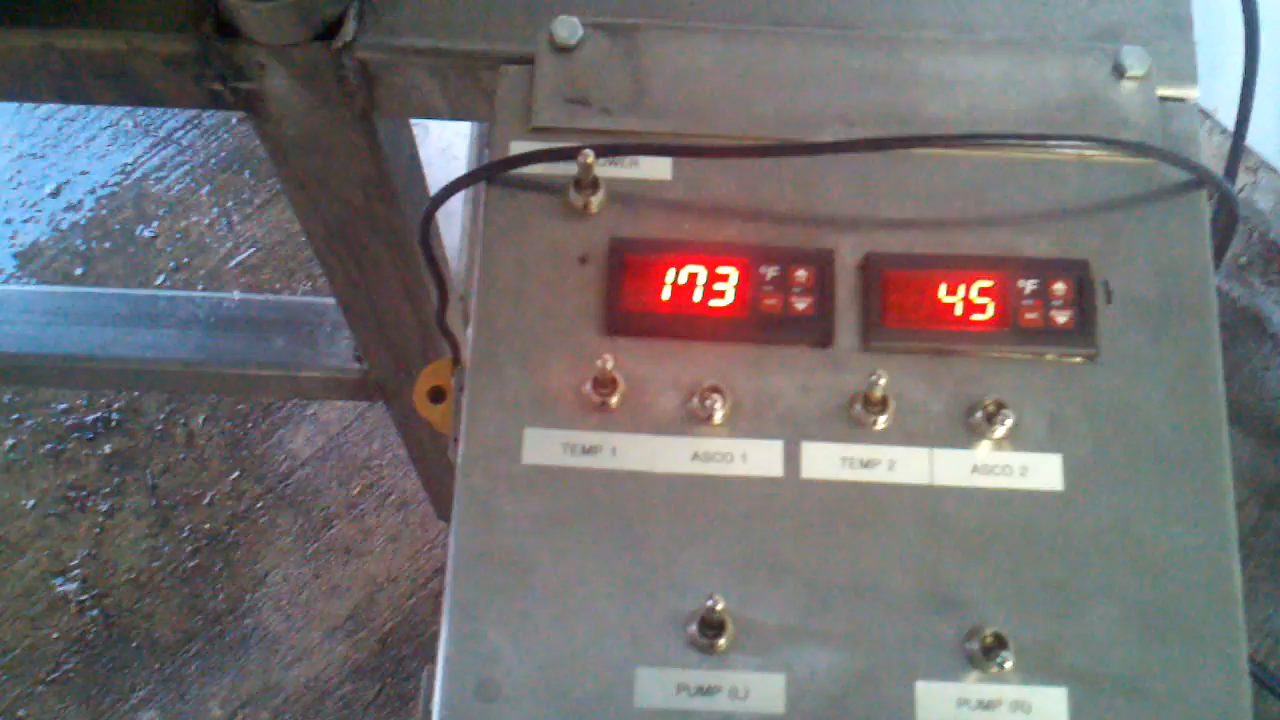 173 °F
45 °F
TEMP 1
ASCO 1
TEMP 2
ASCO 2
PUMP (L)
PUMP (R)